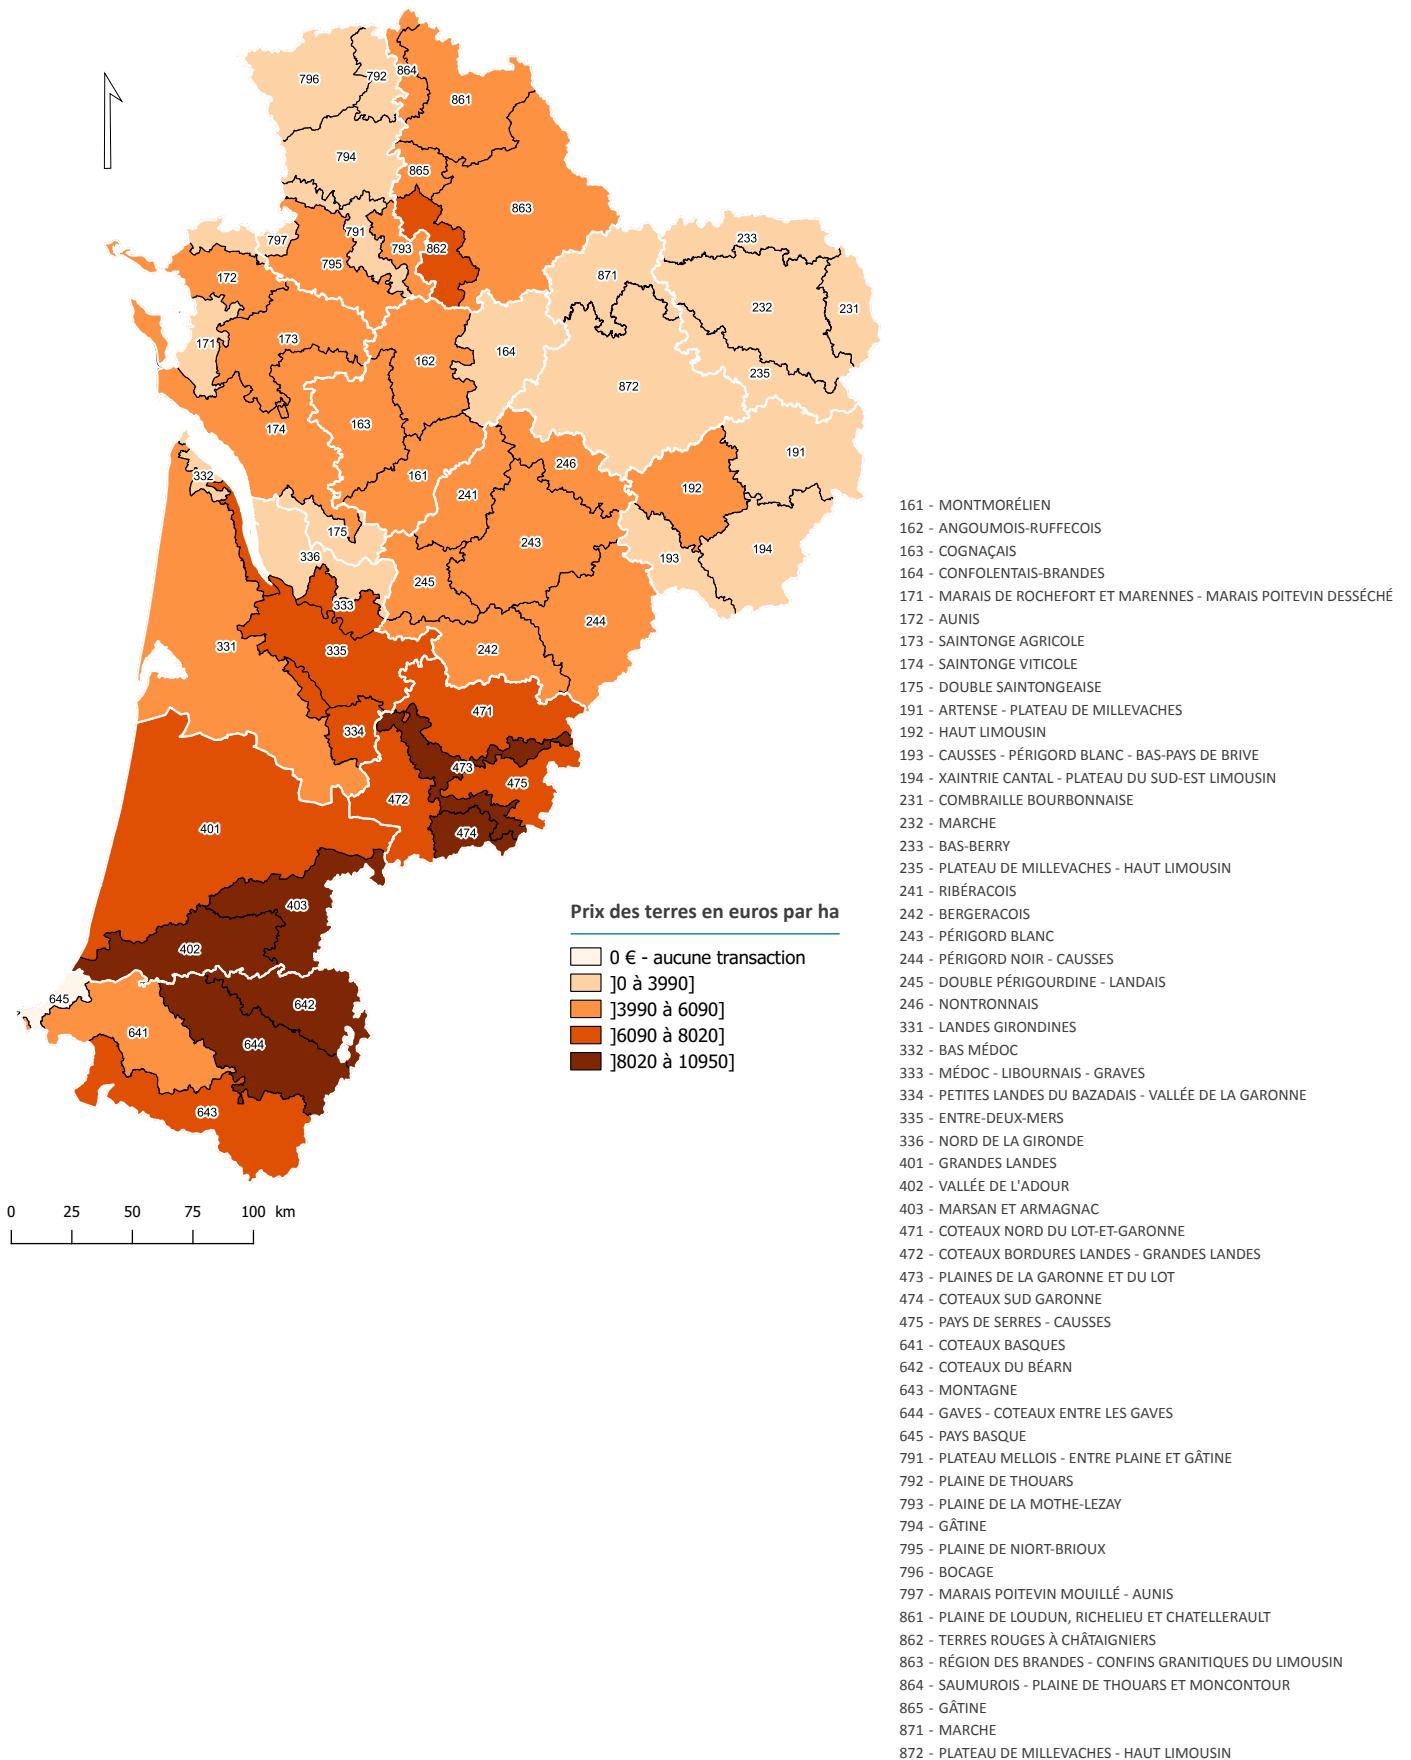 796
792
864
861
794
865
863
797
791
793
862
795
233
172
871
232
231
171
173
164
162
235
872
163
174
191
246
161
332
241
192
175
243
194
336
193
245
333
244
331
335
242
471
334
473
475
472
401
474
403
402
645
642
641
644
643
Prix des terres en euros par ha
0 € - aucune transaction
]0 à 3990]
]3990 à 6090]
]6090 à 8020]
]8020 à 10950]
0 25 50 75 100 km
161 - MONTMORÉLIEN
162 - ANGOUMOIS-RUFFECOIS
163 - COGNAÇAIS
164 - CONFOLENTAIS-BRANDES
171 - MARAIS DE ROCHEFORT ET MARENNES - MARAIS POITEVIN DESSÉCHÉ
172 - AUNIS
173 - SAINTONGE AGRICOLE
174 - SAINTONGE VITICOLE
175 - DOUBLE SAINTONGEAISE
191 - ARTENSE - PLATEAU DE MILLEVACHES
192 - HAUT LIMOUSIN
193 - CAUSSES - PÉRIGORD BLANC - BAS-PAYS DE BRIVE
194 - XAINTRIE CANTAL - PLATEAU DU SUD-EST LIMOUSIN
231 - COMBRAILLE BOURBONNAISE
232 - MARCHE
233 - BAS-BERRY
235 - PLATEAU DE MILLEVACHES - HAUT LIMOUSIN
241 - RIBÉRACOIS
242 - BERGERACOIS
243 - PÉRIGORD BLANC
244 - PÉRIGORD NOIR - CAUSSES
245 - DOUBLE PÉRIGOURDINE - LANDAIS
246 - NONTRONNAIS
331 - LANDES GIRONDINES
332 - BAS MÉDOC
333 - MÉDOC - LIBOURNAIS - GRAVES
334 - PETITES LANDES DU BAZADAIS - VALLÉE DE LA GARONNE
335 - ENTRE-DEUX-MERS
336 - NORD DE LA GIRONDE
401 - GRANDES LANDES
402 - VALLÉE DE L'ADOUR
403 - MARSAN ET ARMAGNAC
471 - COTEAUX NORD DU LOT-ET-GARONNE
472 - COTEAUX BORDURES LANDES - GRANDES LANDES
473 - PLAINES DE LA GARONNE ET DU LOT
474 - COTEAUX SUD GARONNE
475 - PAYS DE SERRES - CAUSSES
641 - COTEAUX BASQUES
642 - COTEAUX DU BÉARN
643 - MONTAGNE
644 - GAVES - COTEAUX ENTRE LES GAVES
645 - PAYS BASQUE
791 - PLATEAU MELLOIS - ENTRE PLAINE ET GÂTINE
792 - PLAINE DE THOUARS
793 - PLAINE DE LA MOTHE-LEZAY
794 - GÂTINE
795 - PLAINE DE NIORT-BRIOUX
796 - BOCAGE
797 - MARAIS POITEVIN MOUILLÉ - AUNIS
861 - PLAINE DE LOUDUN, RICHELIEU ET CHATELLERAULT
862 - TERRES ROUGES À CHÂTAIGNIERS
863 - RÉGION DES BRANDES - CONFINS GRANITIQUES DU LIMOUSIN
864 - SAUMUROIS - PLAINE DE THOUARS ET MONCONTOUR
865 - GÂTINE
871 - MARCHE
872 - PLATEAU DE MILLEVACHES - HAUT LIMOUSIN